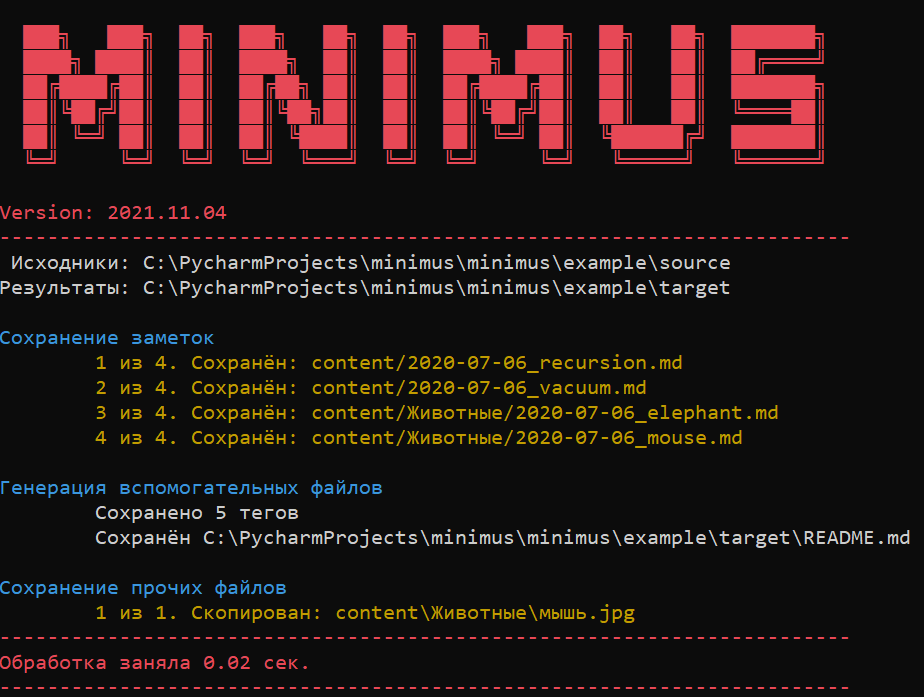 MINIMUS
Version: 2021.11.04
-----------------------------------------------------------------------
Исходники: C:\PycharmProjects\minimus\minimus\example\source
Результаты: C:\PycharmProjects\minimus\minimus\example\target
Сохранение заметок
1 из 4. Сохранён: content/2020-07-06_recursion.md
2 из 4. Сохранён: content/2020-07-06_vacuum.md
3 из 4. Сохранён: content/Животные/2020-07-06_elephant.md
4 из 4. Сохранён: content/Животные/2020-07-06_mouse.md
Генерация вспомогательных файлов
Сохранено 5 тегов
Сохранён C:\PycharmProjects\minimus\minimus\example\target\README.md
Сохранение прочих файлов
1 из 1. Скопирован: content\Животные\мышь.jpg
-----------------------------------------------------------------------
Обработка заняла 0.02 сек.
-----------------------------------------------------------------------